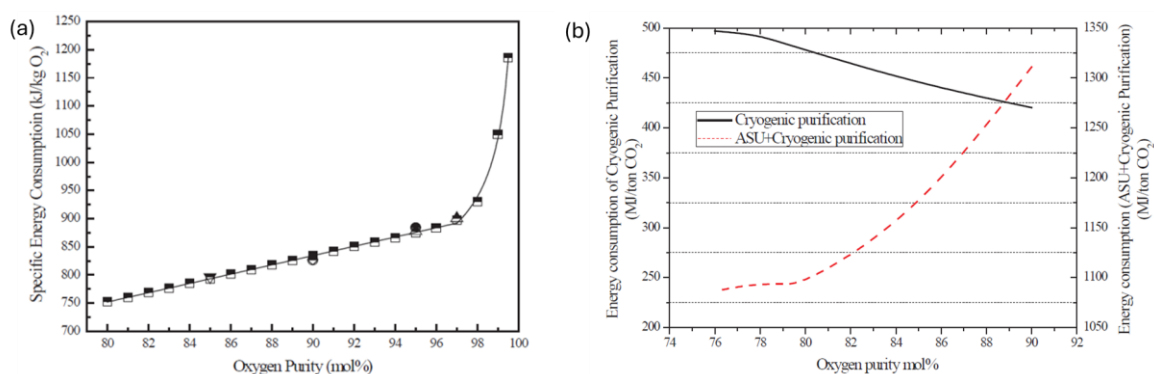 (a)
Specific Energy Consumptioin (kJ/kg O2)
1250
1200
1150
1100
1050
1000
950
900
850
800
750
700
80 82 84 86 88 90 92 94 96 98 100
Oxygen Purity (mol%)
(b)
Energy consumption of Cryogenic Purification
(MJ/ton CO2)
500
450
400
350
300
250
200
Cryogenic purification
ASU+Cryogenic purification
1350
1300
1250
1200
1150
1100
1050
Energy consumption (ASU+Cryogenic Purification)
(MJ/ton CO2)
74 76 78 80 82 84 86 88 90 92
Oxygen purity mol%